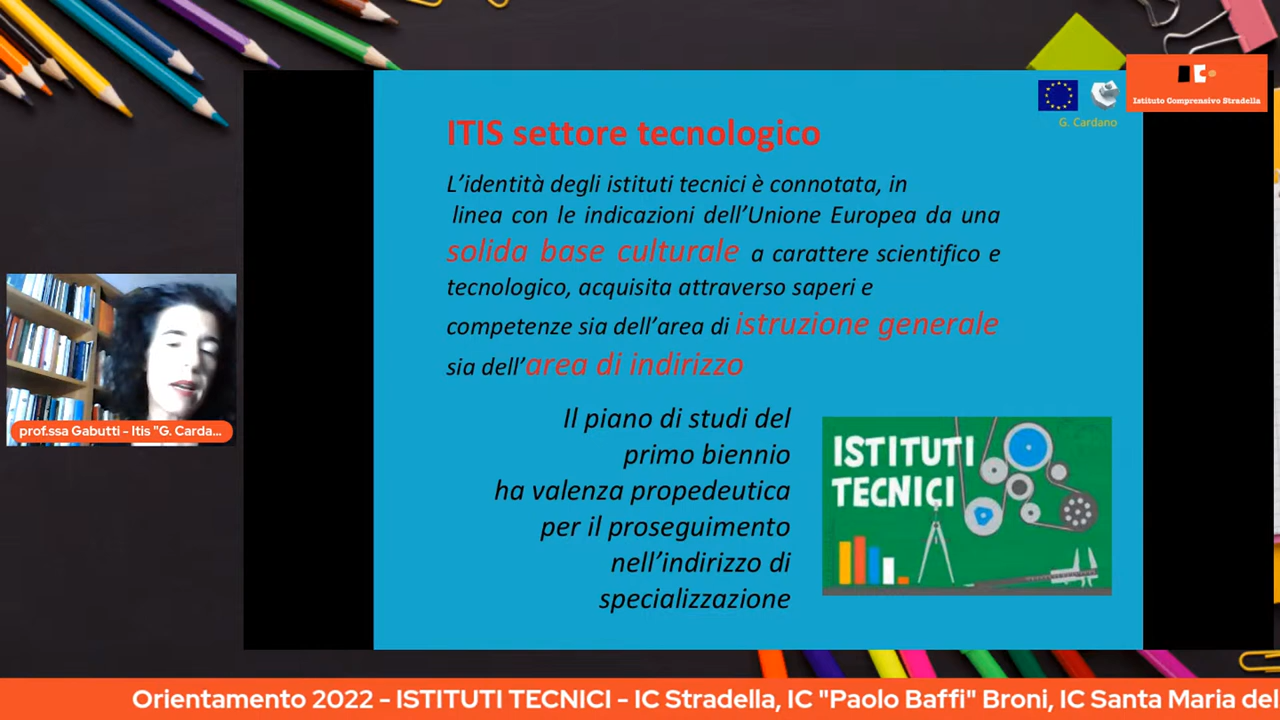 Istituto Comprensivo Stradella
G. Cardano
ITIS settore tecnologico
L’identità degli istituti tecnici è connotata, in
linea con le indicazioni dell’Unione Europea da una
solida base culturale a carattere scientifico e
tecnologico, acquisita attraverso saperi e
competenze sia dell’area di istruzione generale
sia dell’area di indirizzo
Il piano di studi del
primo biennio
ha valenza propedeutica
per il proseguimento
nell’indirizzo di
specializzazione
ISTITUTI
TECNICI
prof.ssa Gabutti - Itis "G. Carda...
Orientamento 2022 - ISTITUTI TECNICI - IC Stradella, IC "Paolo Baffi" Broni, IC Santa Maria del